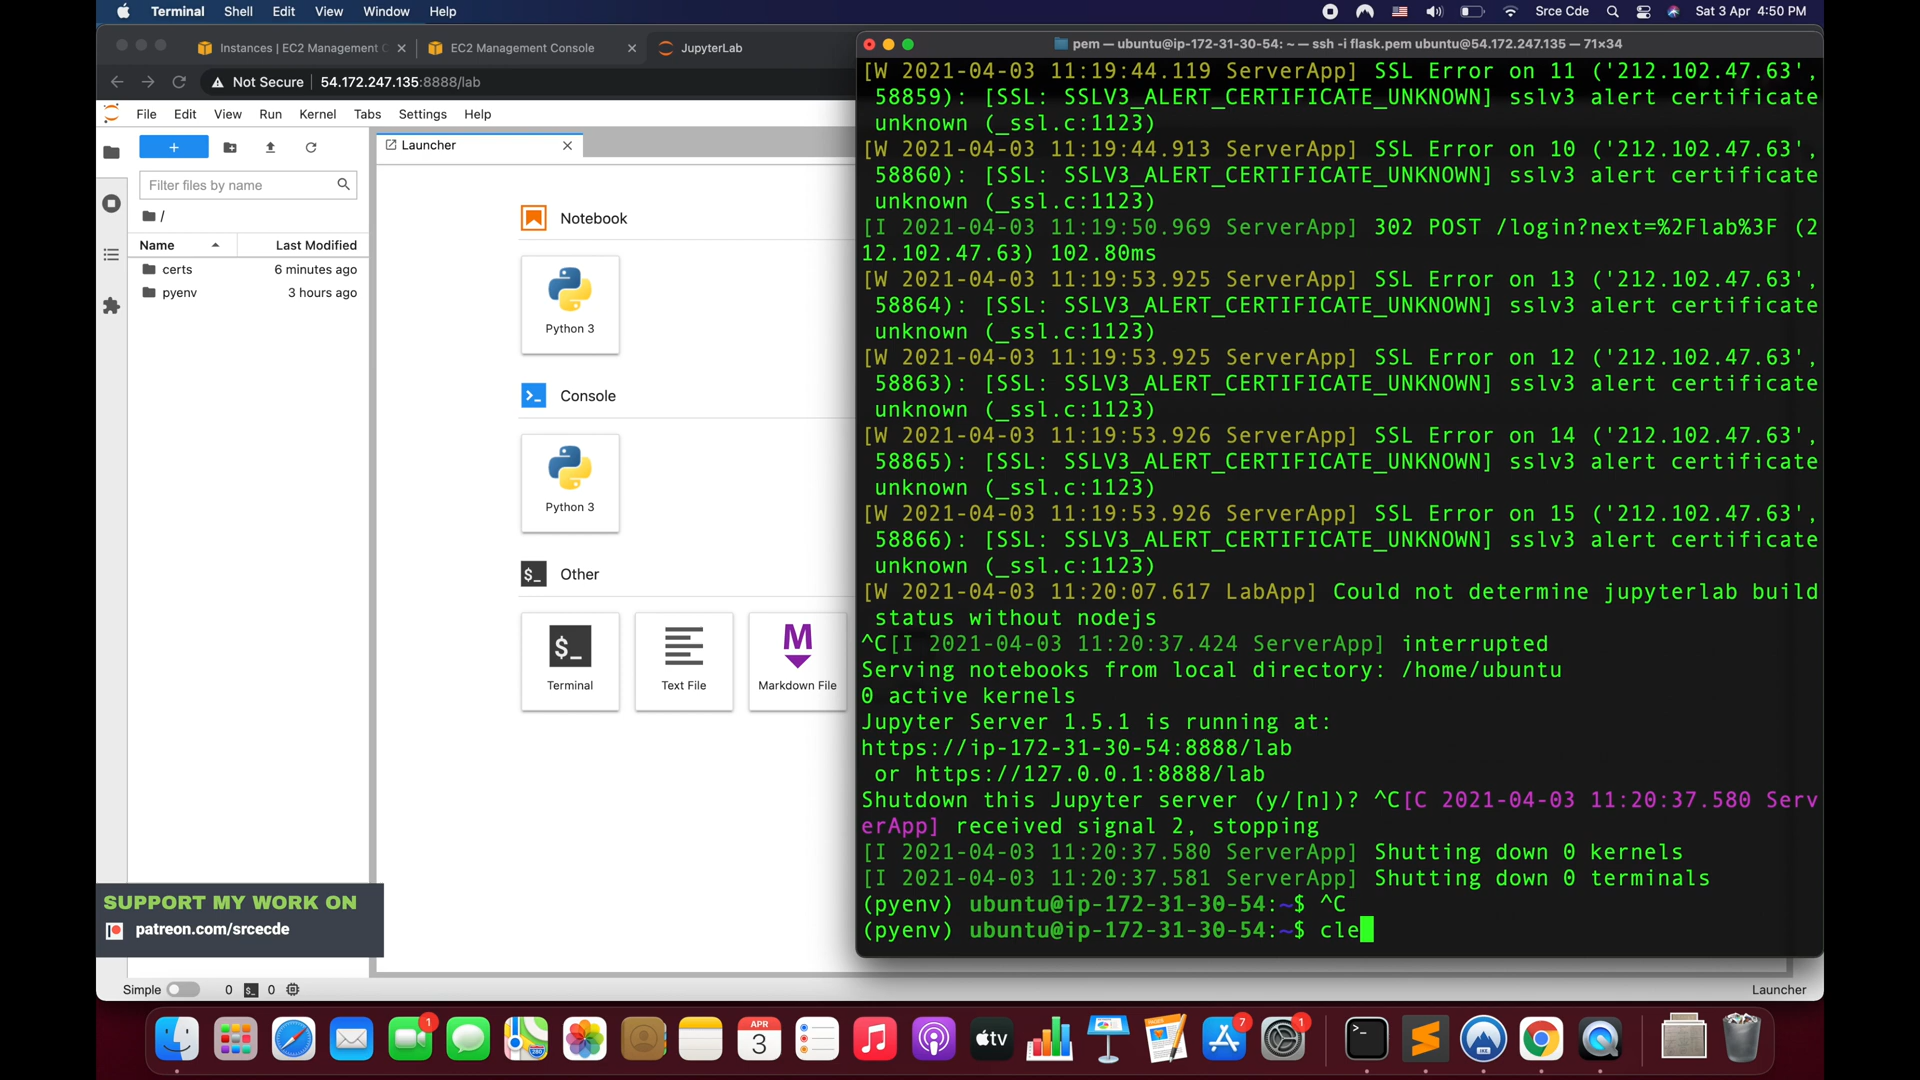 Terminal Shell Edit View Window Help
Srce Cde Sat 3 Apr 4:50 PM
Instances | EC2 Management C
EC2 Management Console
JupyterLab
Not Secure 54.172.247.135:8888/lab
File Edit View Run Kernel Tabs Settings Help
+
Launcher
Filter files by name
/
Name Last Modified
certs 6 minutes ago
pyenv 3 hours ago
Notebook
Python 3
Console
>_
Python 3
$_ Other
$_
Terminal
Text File
M
Markdown File
SUPPORT MY WORK ON
patreon.com/srcecde
Simple 0 $_ 0
Launcher
pem — ubuntu@ip-172-31-30-54: ~ — ssh -i flask.pem ubuntu@54.172.247.135 — 71×34
[W 2021-04-03 11:19:44.119 ServerApp] SSL Error on 11 ('212.102.47.63',
58859): [SSL: SSLV3_ALERT_CERTIFICATE_UNKNOWN] sslv3 alert certificate
unknown (_ssl.c:1123)
[W 2021-04-03 11:19:44.913 ServerApp] SSL Error on 10 ('212.102.47.63',
58860): [SSL: SSLV3_ALERT_CERTIFICATE_UNKNOWN] sslv3 alert certificate
unknown (_ssl.c:1123)
[I 2021-04-03 11:19:50.969 ServerApp] 302 POST /login?next=%2Flab%3F (2
12.102.47.63) 102.80ms
[W 2021-04-03 11:19:53.925 ServerApp] SSL Error on 13 ('212.102.47.63',
58864): [SSL: SSLV3_ALERT_CERTIFICATE_UNKNOWN] sslv3 alert certificate
unknown (_ssl.c:1123)
[W 2021-04-03 11:19:53.925 ServerApp] SSL Error on 12 ('212.102.47.63',
58863): [SSL: SSLV3_ALERT_CERTIFICATE_UNKNOWN] sslv3 alert certificate
unknown (_ssl.c:1123)
[W 2021-04-03 11:19:53.926 ServerApp] SSL Error on 14 ('212.102.47.63',
58865): [SSL: SSLV3_ALERT_CERTIFICATE_UNKNOWN] sslv3 alert certificate
unknown (_ssl.c:1123)
[W 2021-04-03 11:19:53.926 ServerApp] SSL Error on 15 ('212.102.47.63',
58866): [SSL: SSLV3_ALERT_CERTIFICATE_UNKNOWN] sslv3 alert certificate
unknown (_ssl.c:1123)
[W 2021-04-03 11:20:07.617 LabApp] Could not determine jupyterlab build
status without nodejs
^C[I 2021-04-03 11:20:37.424 ServerApp] interrupted
Serving notebooks from local directory: /home/ubuntu
0 active kernels
Jupyter Server 1.5.1 is running at:
https://ip-172-31-30-54:8888/lab
or https://127.0.0.1:8888/lab
Shutdown this Jupyter server (y/[n])? ^C[C 2021-04-03 11:20:37.580 Serv
erApp] received signal 2, stopping
[I 2021-04-03 11:20:37.580 ServerApp] Shutting down 0 kernels
[I 2021-04-03 11:20:37.581 ServerApp] Shutting down 0 terminals
(pyenv) ubuntu@ip-172-31-30-54:~$ ^C
(pyenv) ubuntu@ip-172-31-30-54:~$ cle
1
APR
3
tv
7
1
>_